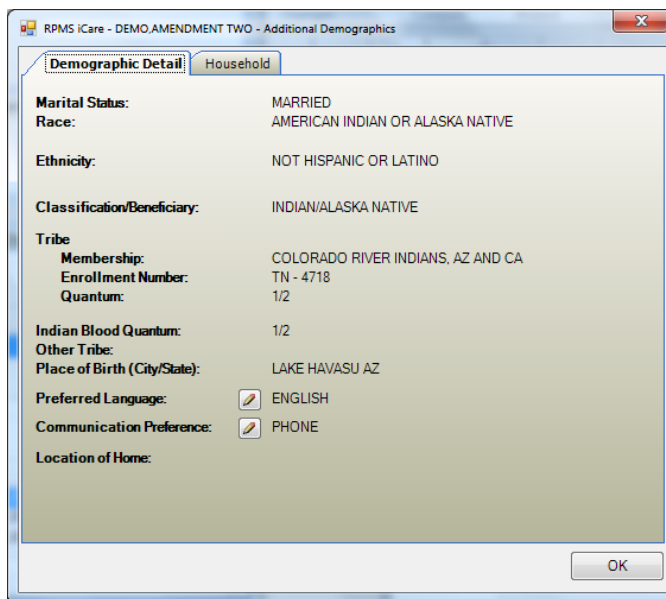 RPMS iCare - DEMO,AMENDMENT TWO - Additional Demographics
Demographic Detail Household
Marital Status: MARRIED
Race: AMERICAN INDIAN OR ALASKA NATIVE
Ethnicity: NOT HISPANIC OR LATINO
Classification/Beneficiary: INDIAN/ALASKA NATIVE
Tribe
Membership: COLORADO RIVER INDIANS, AZ AND CA
Enrollment Number: TN - 4718
Quantum: 1/2
Indian Blood Quantum: 1/2
Other Tribe:
Place of Birth (City/State): LAKE HAVASU AZ
Preferred Language: ENGLISH
Communication Preference: PHONE
Location of Home:
OK